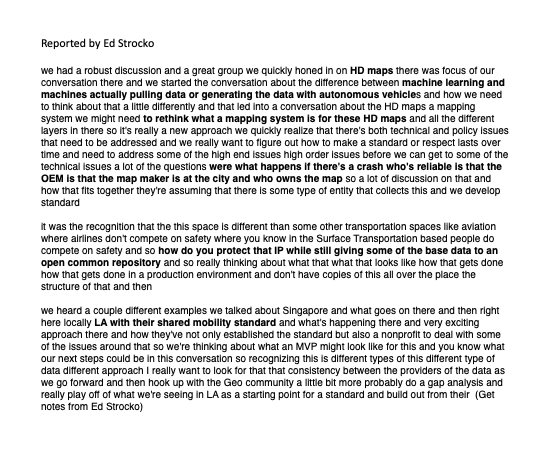 Reported by Ed Strocko
we had a robust discussion and a great group we quickly honed in on HD maps there was focus of our
conversation there and we started the conversation about the difference between machine learning and
machines actually pulling data or generating the data with autonomous vehicles and how we need
to think about that a little differently and that led into a conversation about the HD maps a mapping
system we might need to rethink what a mapping system is for these HD maps and all the different
layers in there so it's really a new approach we quickly realize that there's both technical and policy issues
that need to be addressed and we really want to figure out how to make a standard or respect lasts over
time and need to address some of the high end issues high order issues before we can get to some of the
technical issues a lot of the questions were what happens if there's a crash who's reliable is that the
OEM is that the map maker is at the city and who owns the map so a lot of discussion on that and
how that fits together they're assuming that there is some type of entity that collects this and we develop
standard
it was the recognition that the this space is different than some other transportation spaces like aviation
where airlines don't compete on safety where you know in the Surface Transportation based people do
compete on safety and so how do you protect that IP while still giving some of the base data to an
open common repository and so really thinking about what that what that looks like how that gets done
how that gets done in a production environment and don't have copies of this all over the place the
structure of that and then
we heard a couple different examples we talked about Singapore and what goes on there and then right
here locally LA with their shared mobility standard and what's happening there and very exciting
approach there and how they've not only established the standard but also a nonprofit to deal with some
of the issues around that so we're thinking about what an MVP might look like for this and you know what
our next steps could be in this conversation so recognizing this is different types of this different type of
data different approach I really want to look for that that consistency between the providers of the data as
we go forward and then hook up with the Geo community a little bit more probably do a gap analysis and
really play off of what we're seeing in LA as a starting point for a standard and build out from their (Get
notes from Ed Strocko)